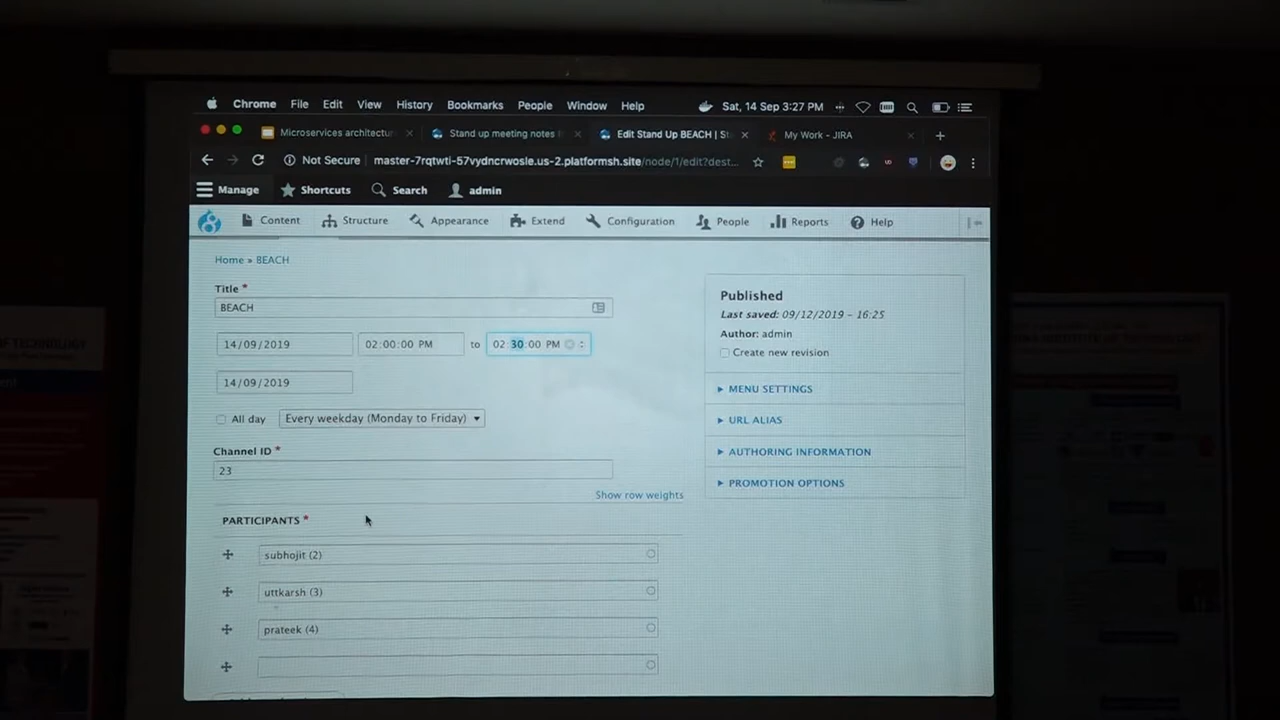 Chrome File Edit View History Bookmarks People Window Help Sat, 14 Sep 3:27 PM
Microservices architectur × Stand up meeting notes × Edit Stand Up BEACH | St × My Work - JIRA × +
Not Secure master-7rqtwti-57vydncrwosle.us-2.platformsh.site/node/1/edit?dest...
Manage Shortcuts Search admin
Content Structure Appearance Extend Configuration People Reports Help
Home » BEACH
Title *
BEACH
14/09/2019 02:00:00 PM to 02:30:00 PM
14/09/2019
All day Every weekday (Monday to Friday)
Channel ID *
23
Show row weights
PARTICIPANTS *
subhojit (2)
uttkarsh (3)
prateek (4)
Published
Last saved: 09/12/2019 - 16:25
Author: admin
Create new revision
MENU SETTINGS
URL ALIAS
AUTHORING INFORMATION
PROMOTION OPTIONS
OF TECHNOLOGY